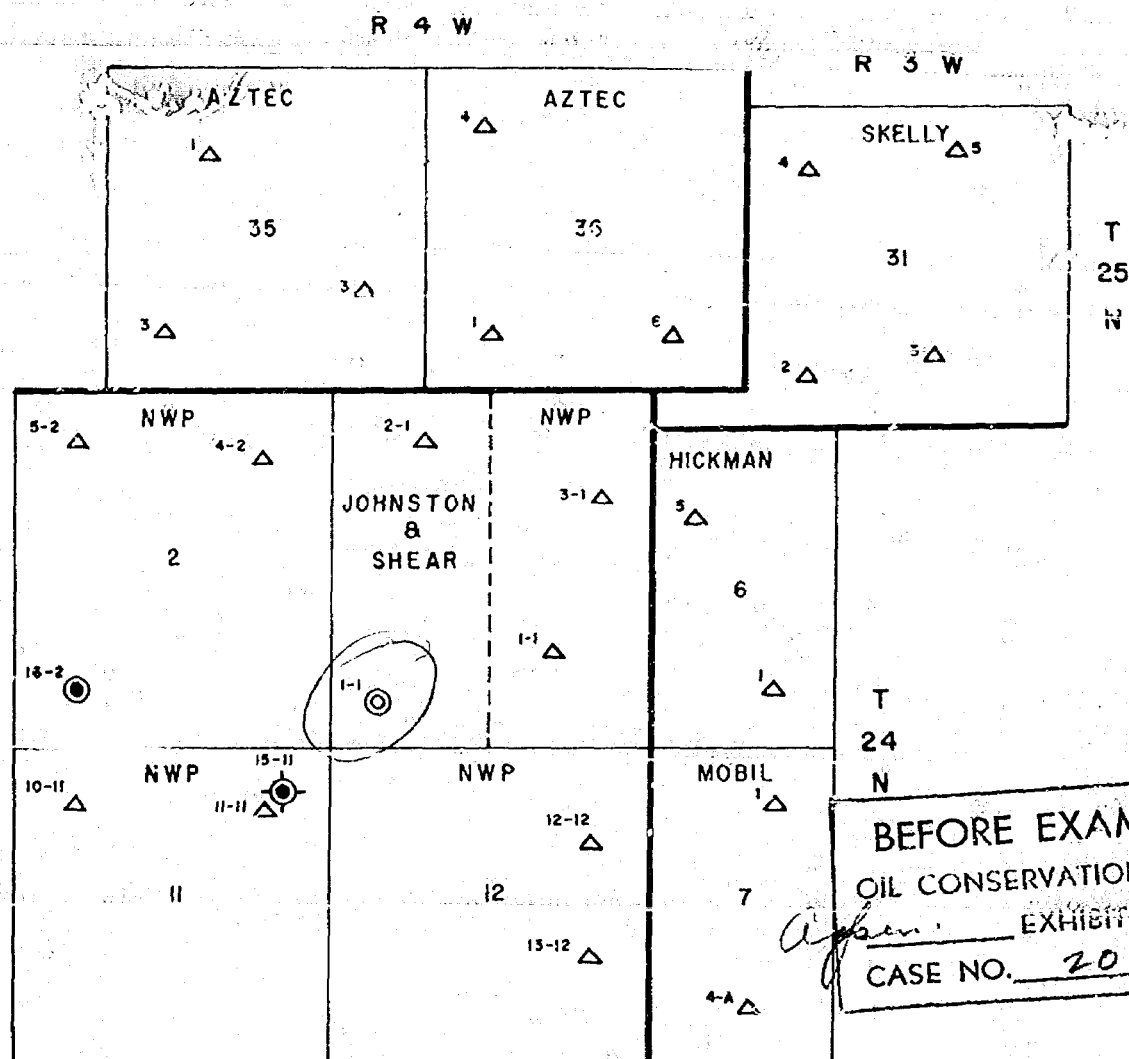 R 4 W
R 3 W
AZTEC
AZTEC
SKELLY
4
1
4
5
35
36
31
T
25
N
3
3
1
6
2
3
NWP
NWP
5-2
4-2
2-1
HICKMAN
3-1
5
JOHNSTON
&
SHEAR
2
6
1-1
13-2
1-1
1
T
24
N
NWP
15-11
NWP
MOBIL
10-11
11-11
1
12-12
11
12
7
13-12
4-A
BEFORE EXAM
OIL CONSERVATION
EXHIBIT
CASE NO. 20